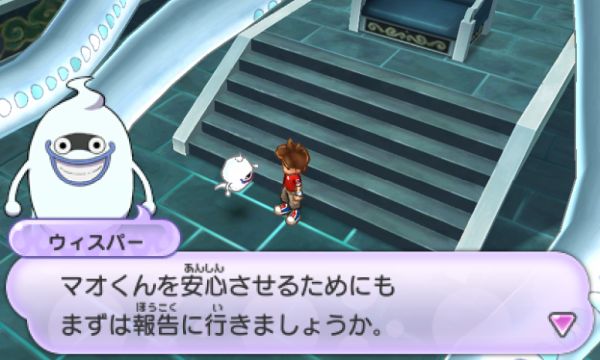 ウィスパー
マオくんを安心させるためにも
まずは報告に行きましょうか。